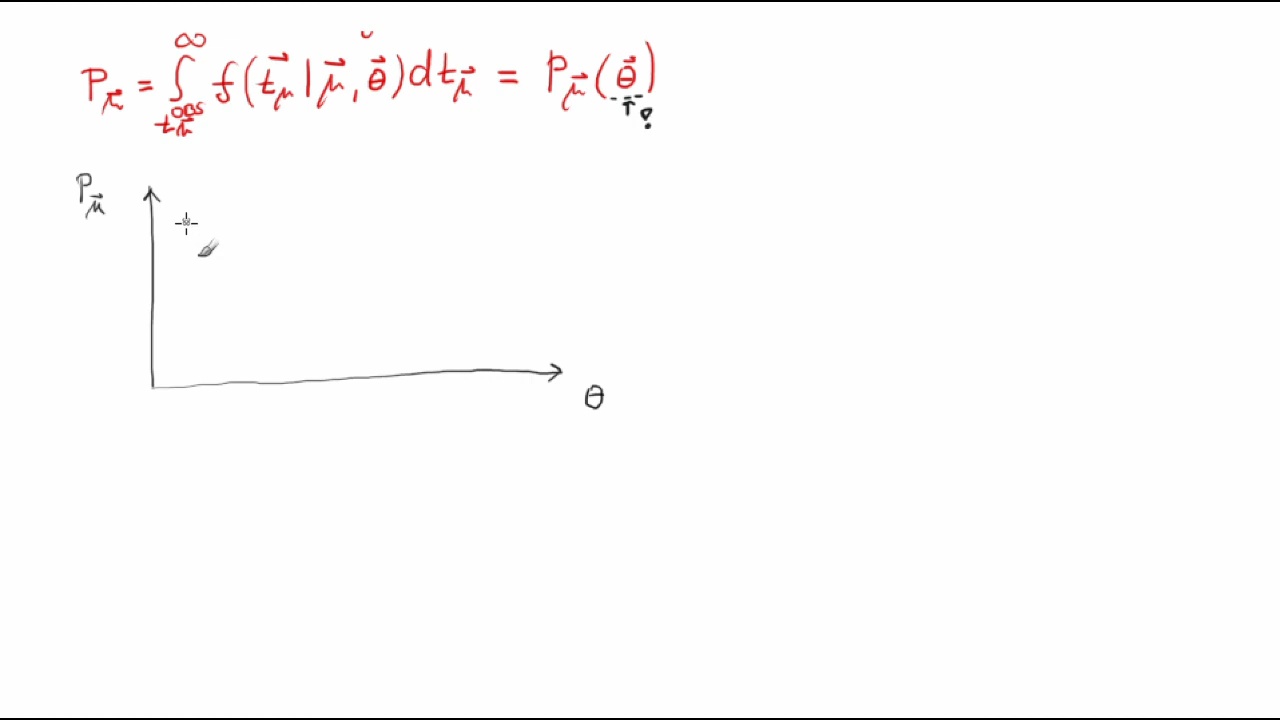 P_μ⃗ = ∫_{t_μ⃗^OBS}^∞ f(t⃗_μ | μ⃗, θ⃗) dt_μ⃗ = P_μ⃗(θ⃗)
↑?
P_μ⃗
θ